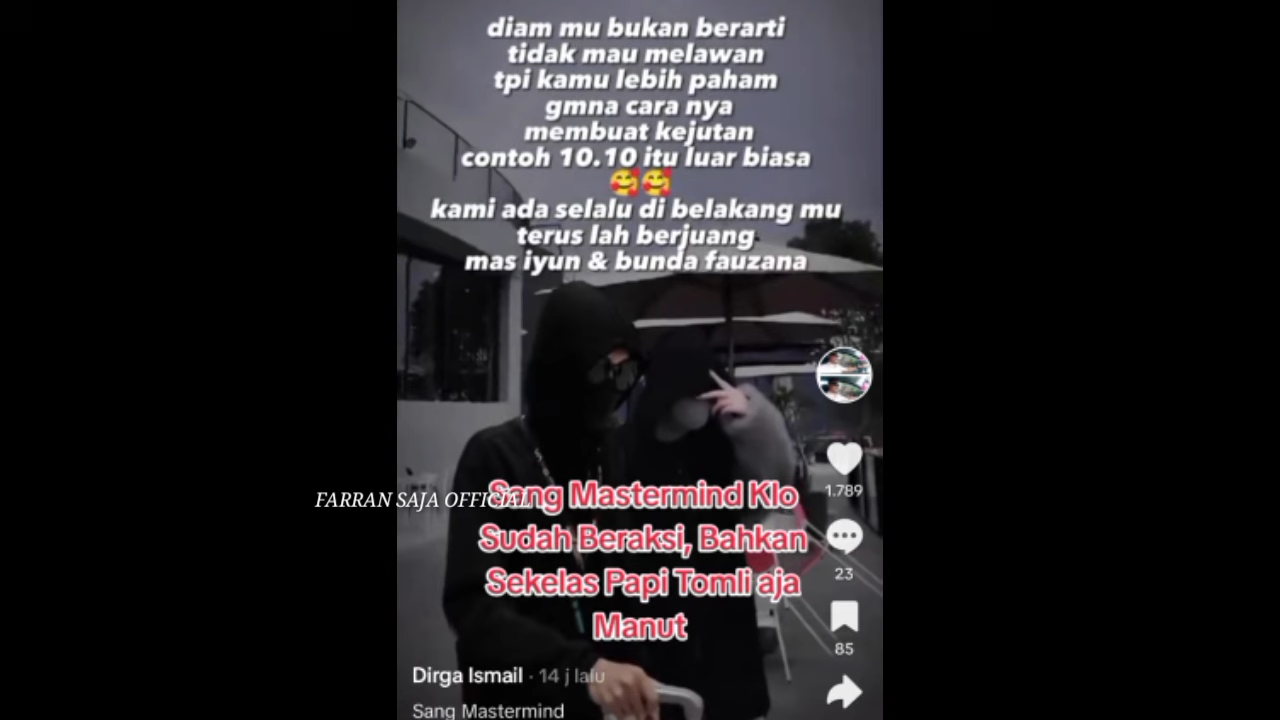 diam mu bukan berarti
tidak mau melawan
tpi kamu lebih paham
gmna cara nya
membuat kejutan
contoh 10.10 itu luar biasa
🥰🥰
kami ada selalu di belakang mu
terus lah berjuang
mas iyun & bunda fauzana
1.789
FARRAN SAJA OFFICIAL
Sang Mastermind Klo
Sudah Beraksi, Bahkan
Sekelas Papi Tomli aja
Manut
23
85
Dirga Ismail · 14 j lalu
Sang Mastermind